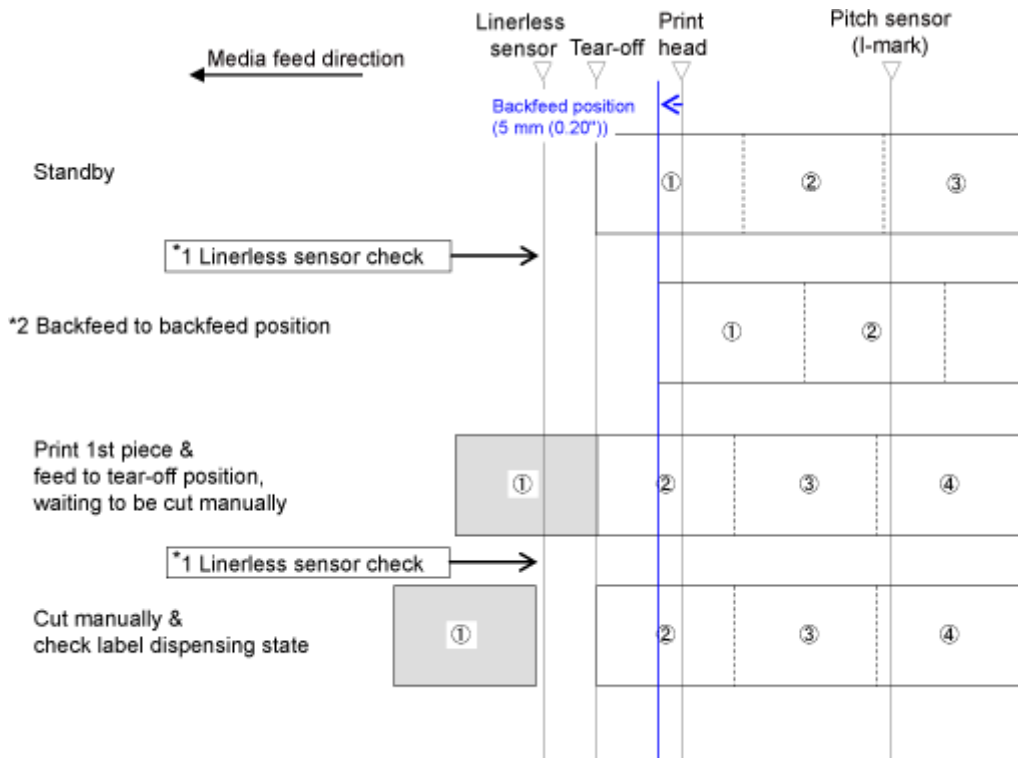 Linerless
sensor
Tear-off
Print
head
Pitch sensor
(I-mark)
Media feed direction
Backfeed position
(5 mm (0.20"))
Standby
① ② ③
*1 Linerless sensor check
*2 Backfeed to backfeed position
① ②
Print 1st piece &
feed to tear-off position,
waiting to be cut manually
① ② ③ ④
*1 Linerless sensor check
Cut manually &
check label dispensing state
① ② ③ ④